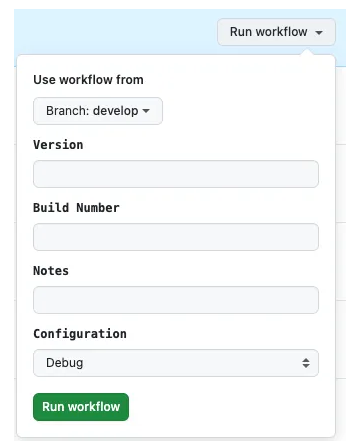 Run workflow
Use workflow from
Branch: develop
Version
Build Number
Notes
Configuration
Debug
Run workflow